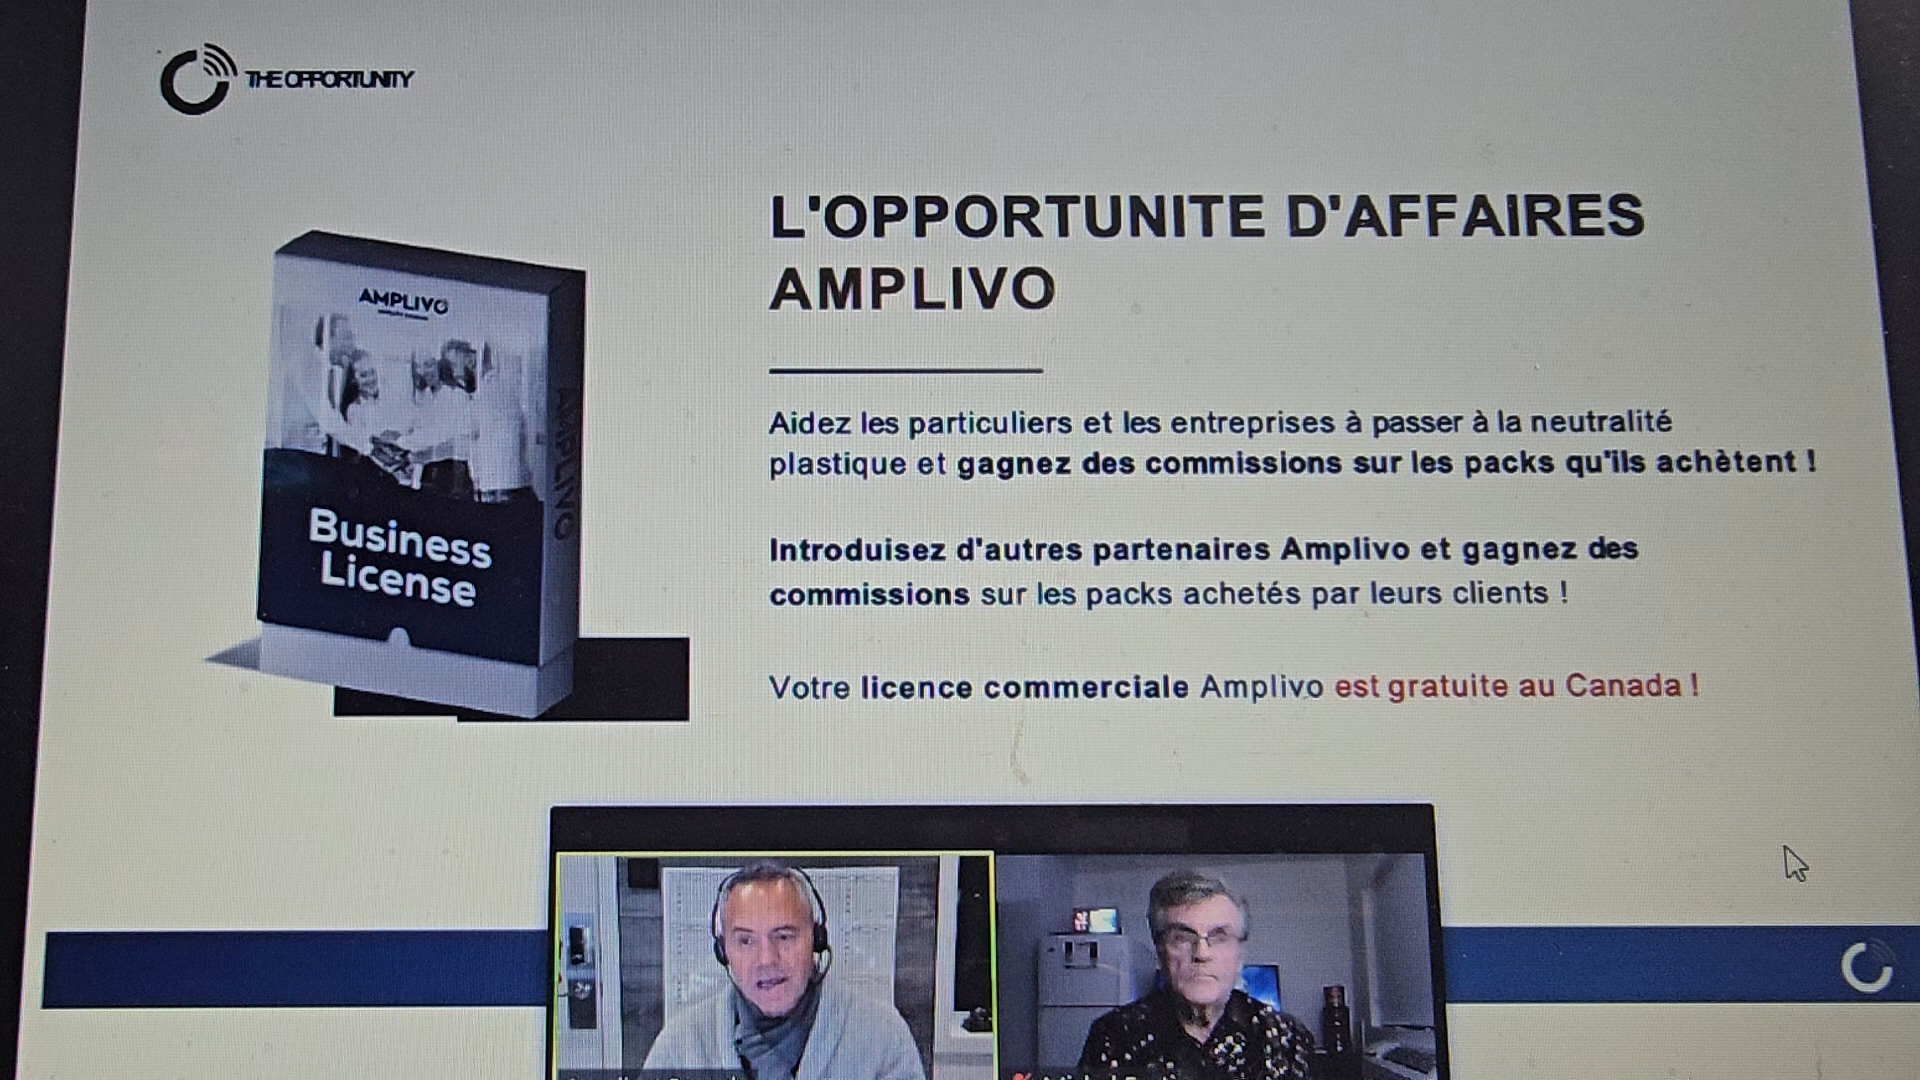 THE OPPORTUNITY
L'OPPORTUNITE D'AFFAIRES
AMPLIVO
Aidez les particuliers et les entreprises à passer à la neutralité
plastique et gagnez des commissions sur les packs qu'ils achètent !
Introduisez d'autres partenaires Amplivo et gagnez des
commissions sur les packs achetés par leurs clients !
Votre licence commerciale Amplivo est gratuite au Canada !
AMPLIVO
Business
License
AMPLIVO